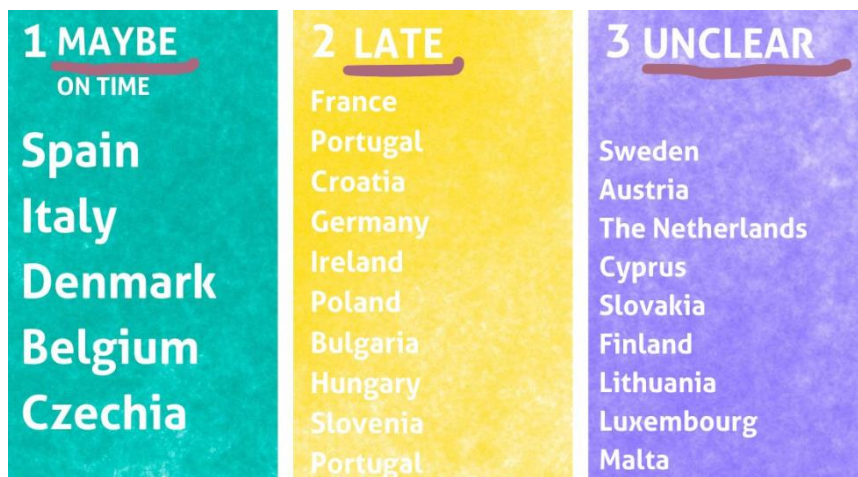 1 MAYBE
ON TIME
Spain
Italy
Denmark
Belgium
Czechia
2 LATE
France
Portugal
Croatia
Germany
Ireland
Poland
Bulgaria
Hungary
Slovenia
Portugal
3 UNCLEAR
Sweden
Austria
The Netherlands
Cyprus
Slovakia
Finland
Lithuania
Luxembourg
Malta